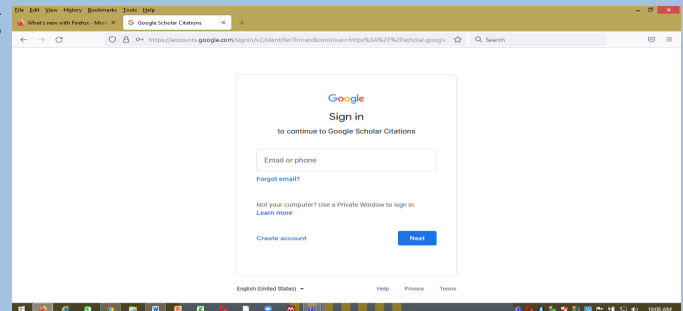 File Edit View History Bookmarks Tools Help
What's new with Firefox - More
Google Scholar Citations
https://accounts.google.com/signin/v2/identifier?hl=en&continue=https%3A%2F%2Fscholar.google
Search
Google
Sign in
to continue to Google Scholar Citations
Email or phone
Forgot email?
Not your computer? Use a Private Window to sign in.
Learn more
Create account
Next
English (United States)
Help Privacy Terms
10:00 AM